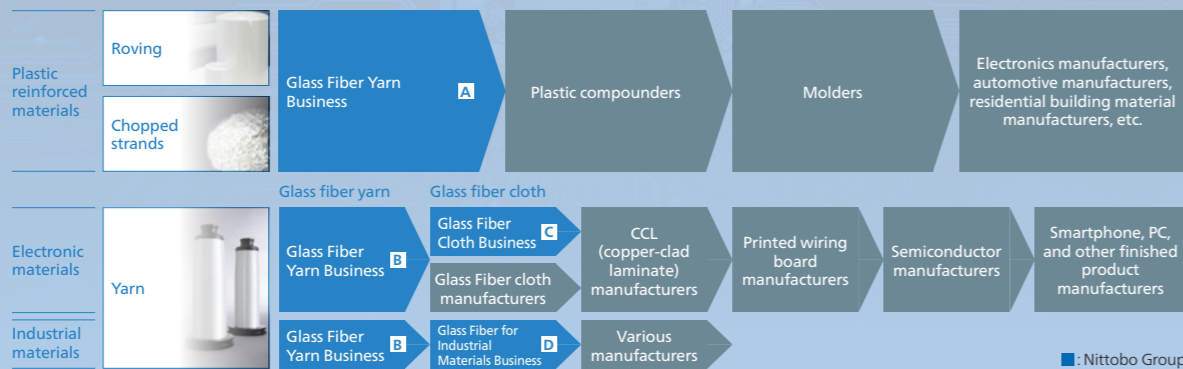 Plastic
reinforced
materials
Roving
Chopped
strands
Glass Fiber Yarn
Business
A
Plastic compounders
Molders
Electronics manufacturers,
automotive manufacturers,
residential building material
manufacturers, etc.
Glass fiber yarn
Glass fiber cloth
Electronic
materials
Yarn
Glass Fiber
Yarn Business
B
Glass Fiber
Cloth Business
C
Glass Fiber cloth
manufacturers
CCL
(copper-clad
laminate)
manufacturers
Printed wiring
board
manufacturers
Semiconductor
manufacturers
Smartphone, PC,
and other finished
product
manufacturers
Industrial
materials
Glass Fiber
Yarn Business
B
Glass Fiber for
Industrial
Materials Business
D
Various
manufacturers
: Nittobo Group